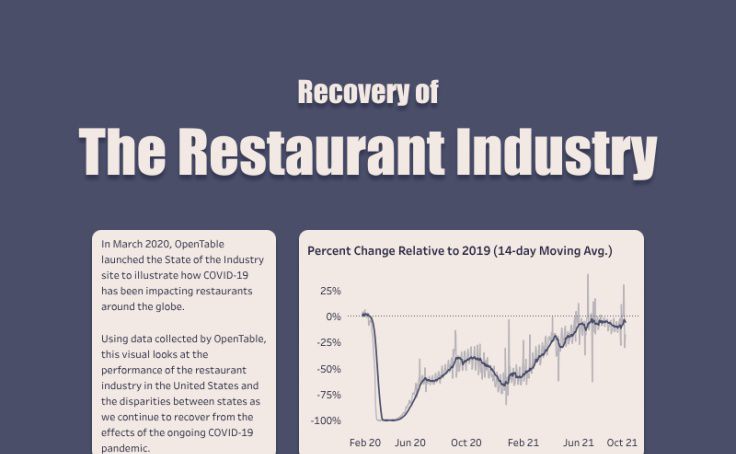 Recovery of
The Restaurant Industry
In March 2020, OpenTable
launched the State of the Industry
site to illustrate how COVID-19
has been impacting restaurants
around the globe.
Using data collected by OpenTable,
this visual looks at the
performance of the restaurant
industry in the United States and
the disparities between states as
we continue to recover from the
effects of the ongoing COVID-19
pandemic.
Percent Change Relative to 2019 (14-day Moving Avg.)
25%
0%
-25%
-50%
-75%
-100%
Feb 20 Jun 20 Oct 20 Feb 21 Jun 21 Oct 21